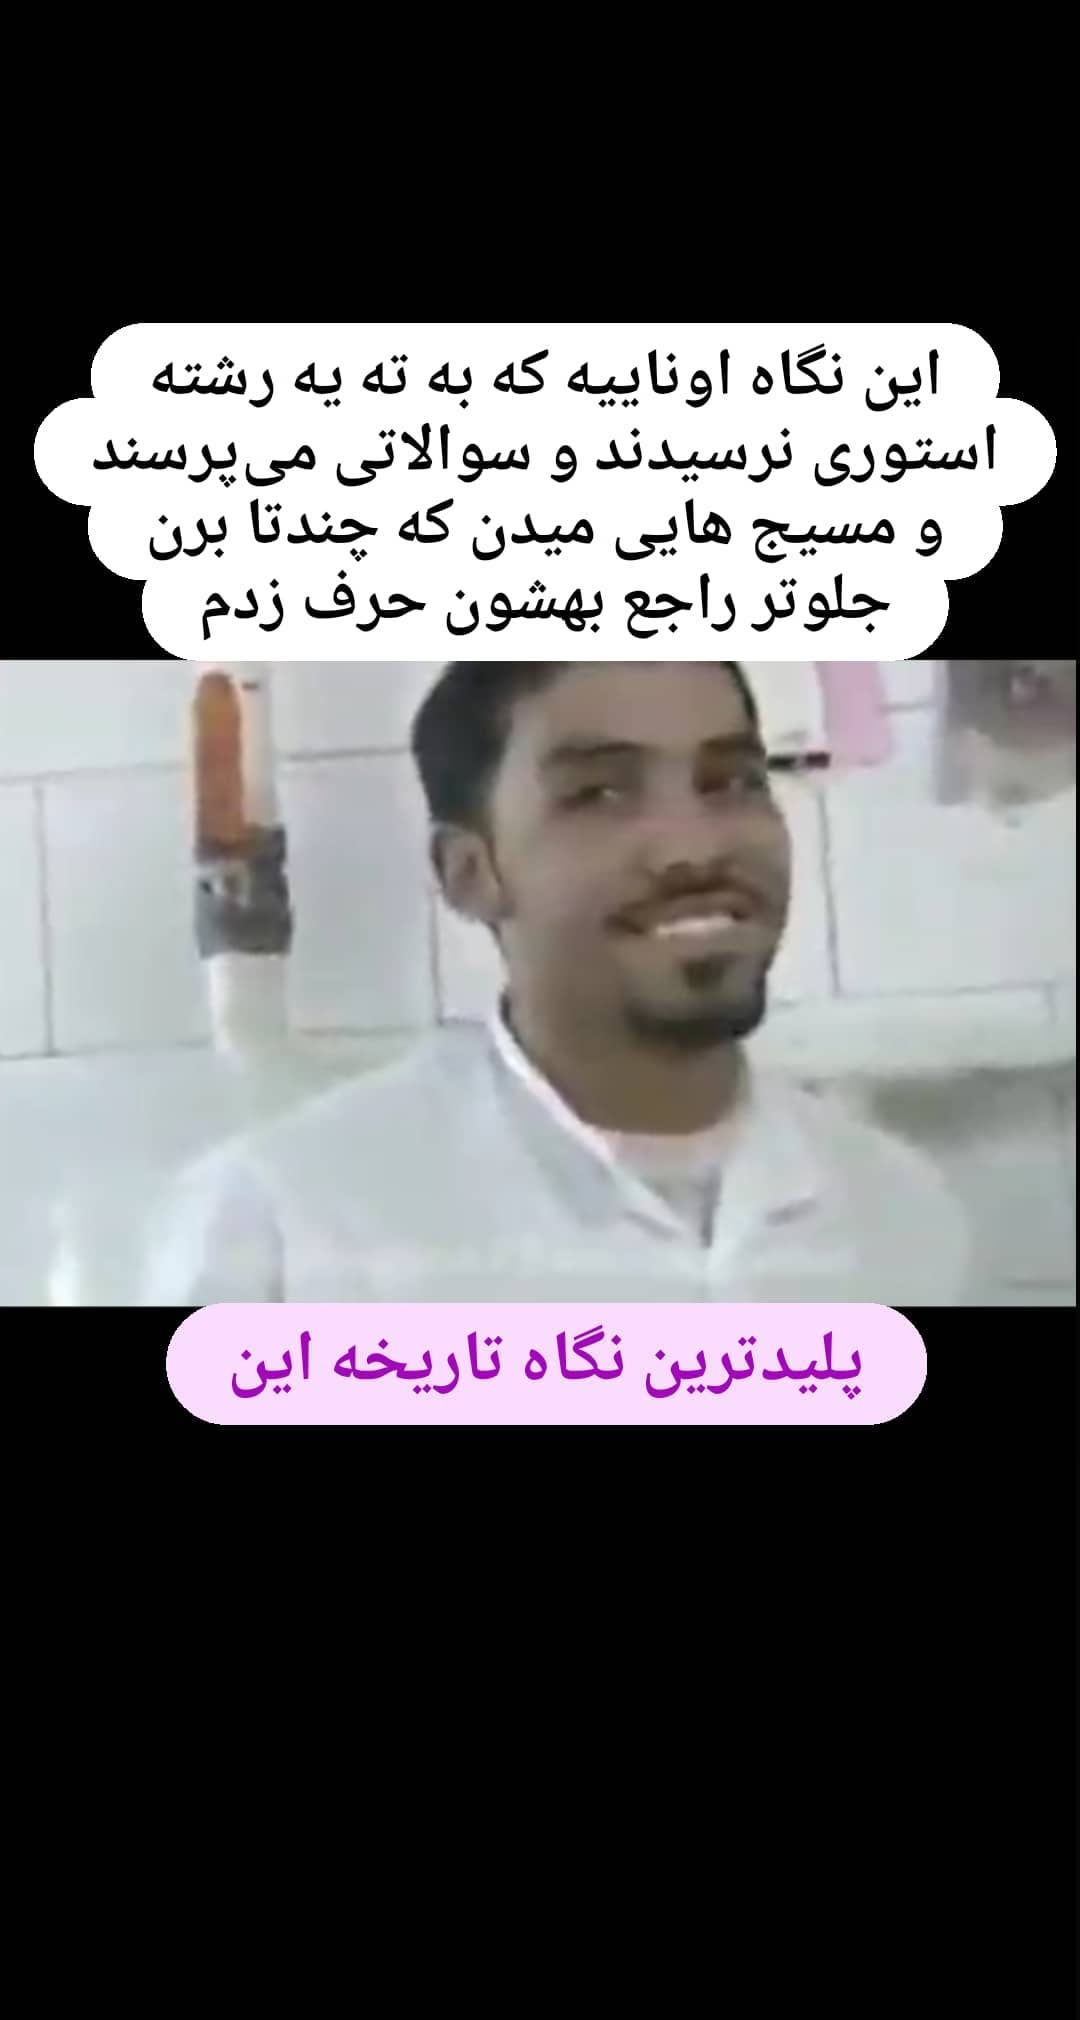 این نگاه اوناییه که به ته یه رشته
استوری نرسیدند و سوالاتی می‌پرسند
و مسیج هایی میدن که چندتا برن
جلوتر راجع بهشون حرف زدم
پلیدترین نگاه تاریخه این